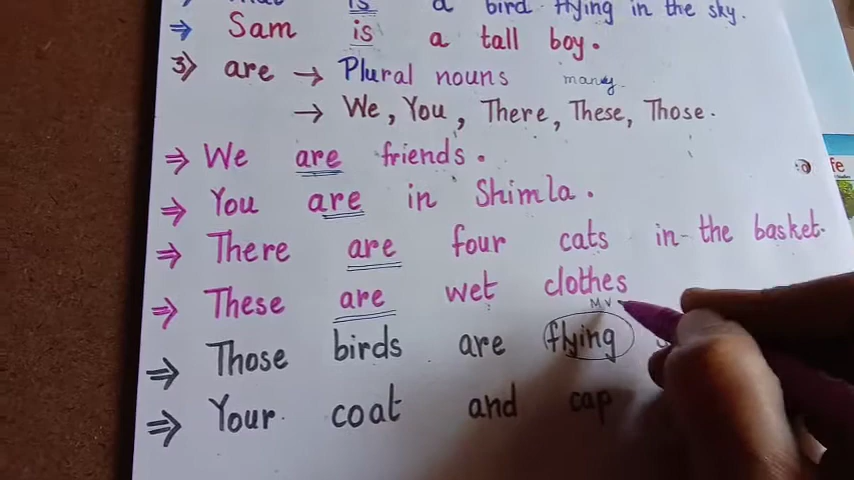 is a bird flying in the sky.
⇒ Sam is a tall boy.
3) are → Plural nouns many
→ We, You, There, These, Those.
⇒ We are friends.
⇒ You are in Shimla.
⇒ There are four cats in the basket.
⇒ These are wet clothes
MV
⇒ Those birds are flying
⇒ Your coat and cap